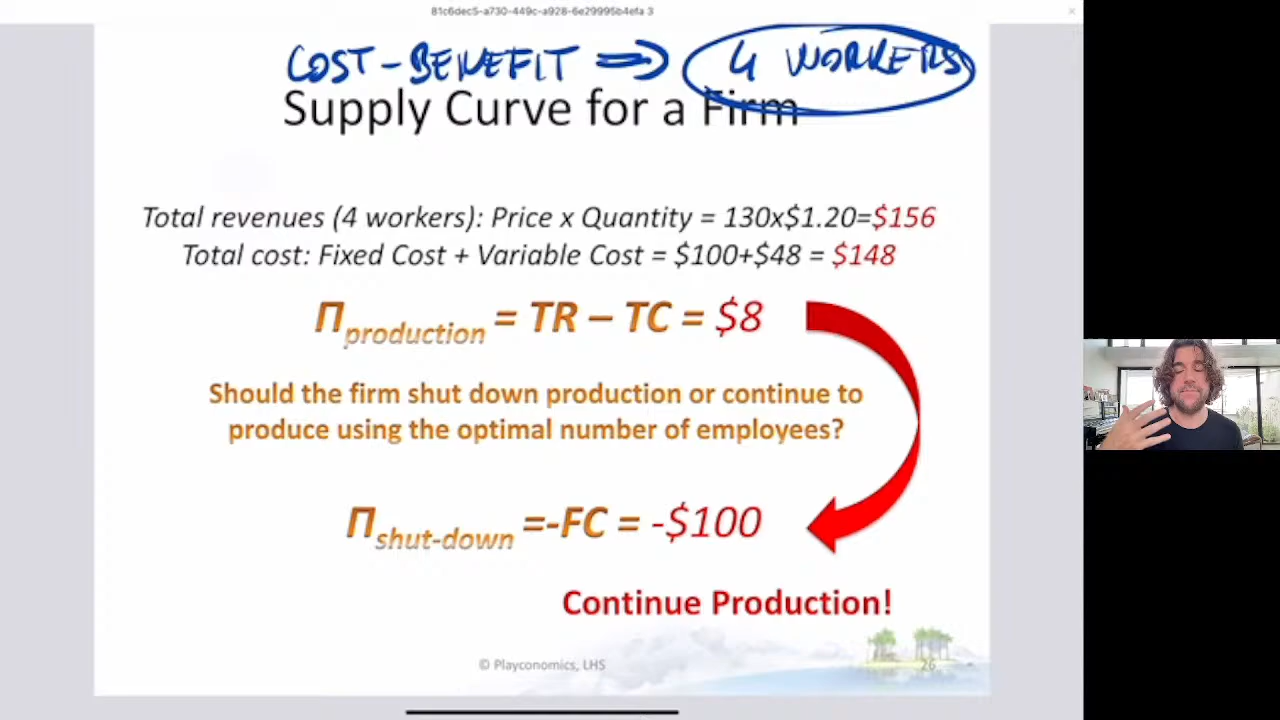 81c6dec5-a730-449c-a928-6e29995b4efa 3
COST-BENEFIT ⇒ 4 WORKERS
Supply Curve for a Firm
Total revenues (4 workers): Price x Quantity = 130x$1.20=$156
Total cost: Fixed Cost + Variable Cost = $100+$48 = $148
Πproduction = TR – TC = $8
Should the firm shut down production or continue to
produce using the optimal number of employees?
Πshut-down =-FC = -$100
Continue Production!
© Playconomics, LHS
26